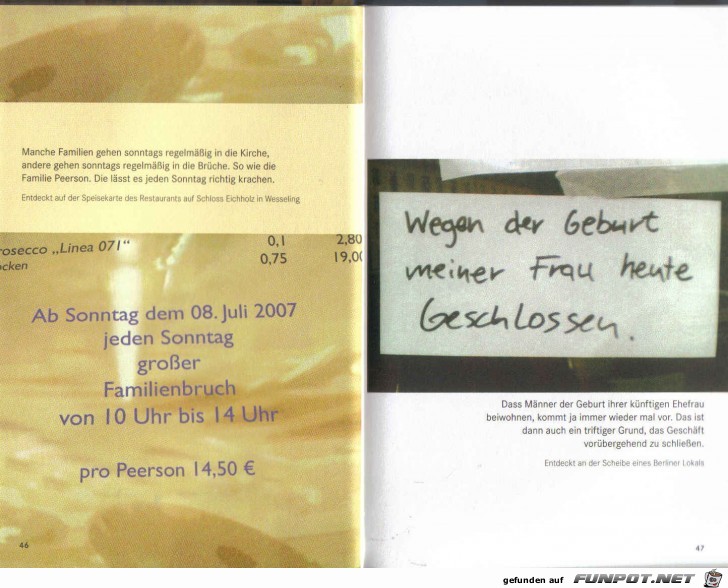 Manche Familien gehen sonntags regelmäßig in die Kirche,
andere gehen sonntags regelmäßig in die Brüche. So wie die
Familie Peerson. Die lässt es jeden Sonntag richtig krachen.
Entdeckt auf der Speisekarte des Restaurants auf Schloss Eichholz in Wesseling
rosecco „Linea 071“ 0,1 2,80
ocken 0,75 19,00
Ab Sonntag dem 08. Juli 2007
jeden Sonntag
großer
Familienbruch
von 10 Uhr bis 14 Uhr
pro Peerson 14,50 €
46
Wegen der Geburt
meiner Frau heute
Geschlossen.
Dass Männer der Geburt ihrer künftigen Ehefrau
beiwohnen, kommt ja immer wieder mal vor. Das ist
dann auch ein triftiger Grund, das Geschäft
vorübergehend zu schließen.
Entdeckt an der Scheibe eines Berliner Lokals
47
gefunden auf FUNPOT.NET